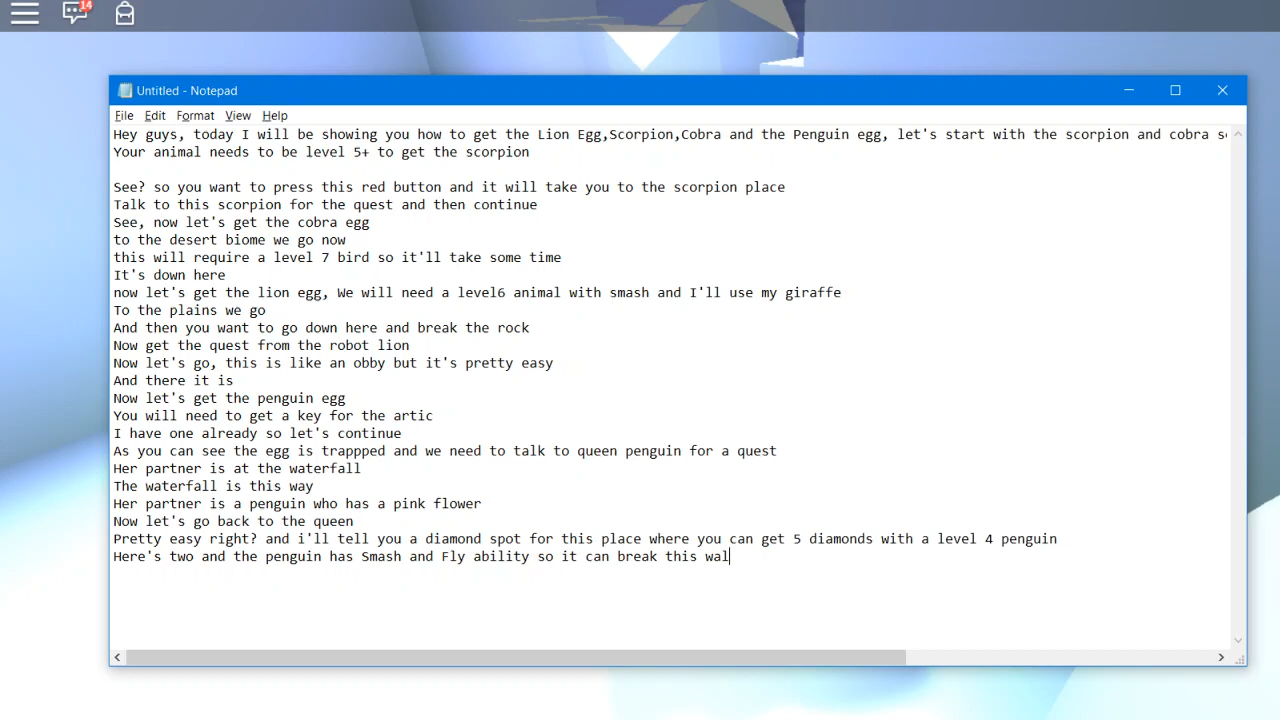 14
Untitled - Notepad
File Edit Format View Help
Hey guys, today I will be showing you how to get the Lion Egg,Scorpion,Cobra and the Penguin egg, let's start with the scorpion and cobra
Your animal needs to be level 5+ to get the scorpion
See? so you want to press this red button and it will take you to the scorpion place
Talk to this scorpion for the quest and then continue
See, now let's get the cobra egg
to the desert biome we go now
this will require a level 7 bird so it'll take some time
It's down here
now let's get the lion egg, We will need a level6 animal with smash and I'll use my giraffe
To the plains we go
And then you want to go down here and break the rock
Now get the quest from the robot lion
Now let's go, this is like an obby but it's pretty easy
And there it is
Now let's get the penguin egg
You will need to get a key for the artic
I have one already so let's continue
As you can see the egg is trappped and we need to talk to queen penguin for a quest
Her partner is at the waterfall
The waterfall is this way
Her partner is a penguin who has a pink flower
Now let's go back to the queen
Pretty easy right? and i'll tell you a diamond spot for this place where you can get 5 diamonds with a level 4 penguin
Here's two and the penguin has Smash and Fly ability so it can break this wal